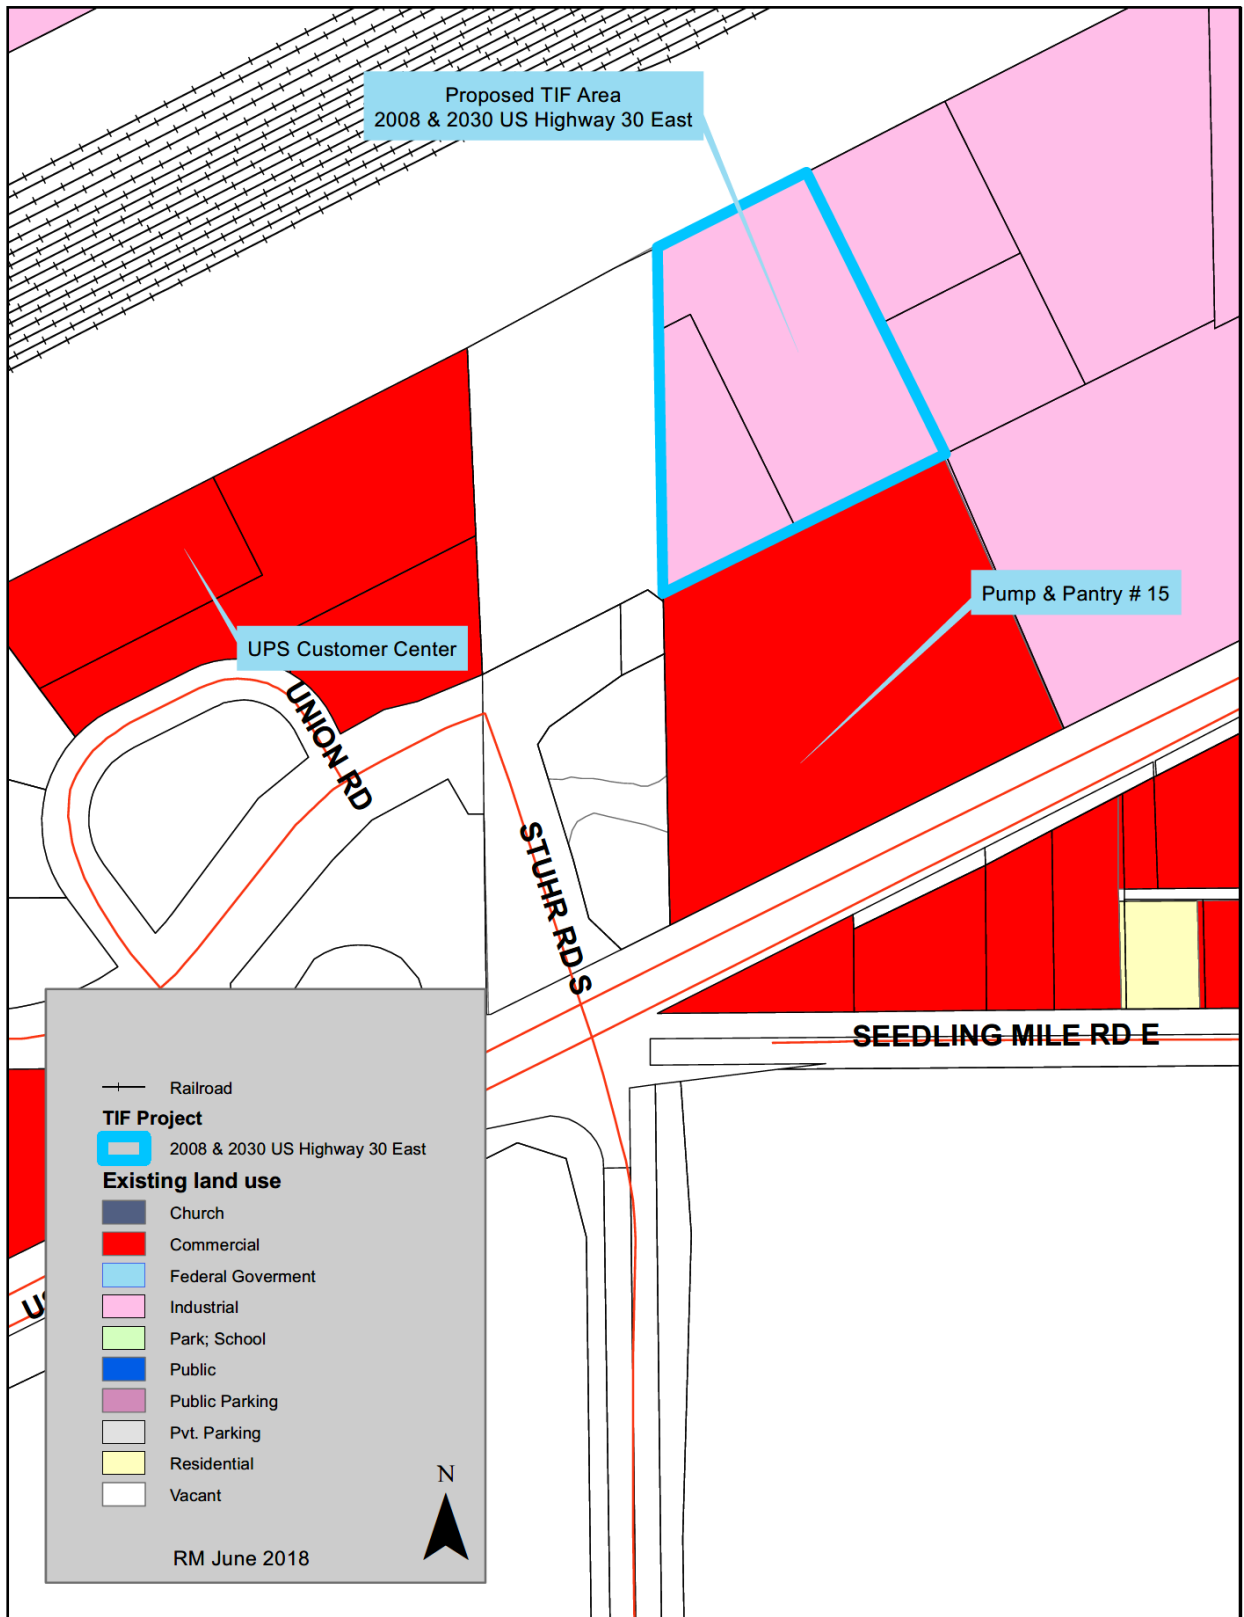 Proposed TIF Area
2008 & 2030 US Highway 30 East
Pump & Pantry # 15
UPS Customer Center
UNION RD
STUHR RD S
SEEDLING MILE RD E
US
Railroad
TIF Project
2008 & 2030 US Highway 30 East
Existing land use
Church
Commercial
Federal Goverment
Industrial
Park; School
Public
Public Parking
Pvt. Parking
Residential
Vacant
N
RM June 2018